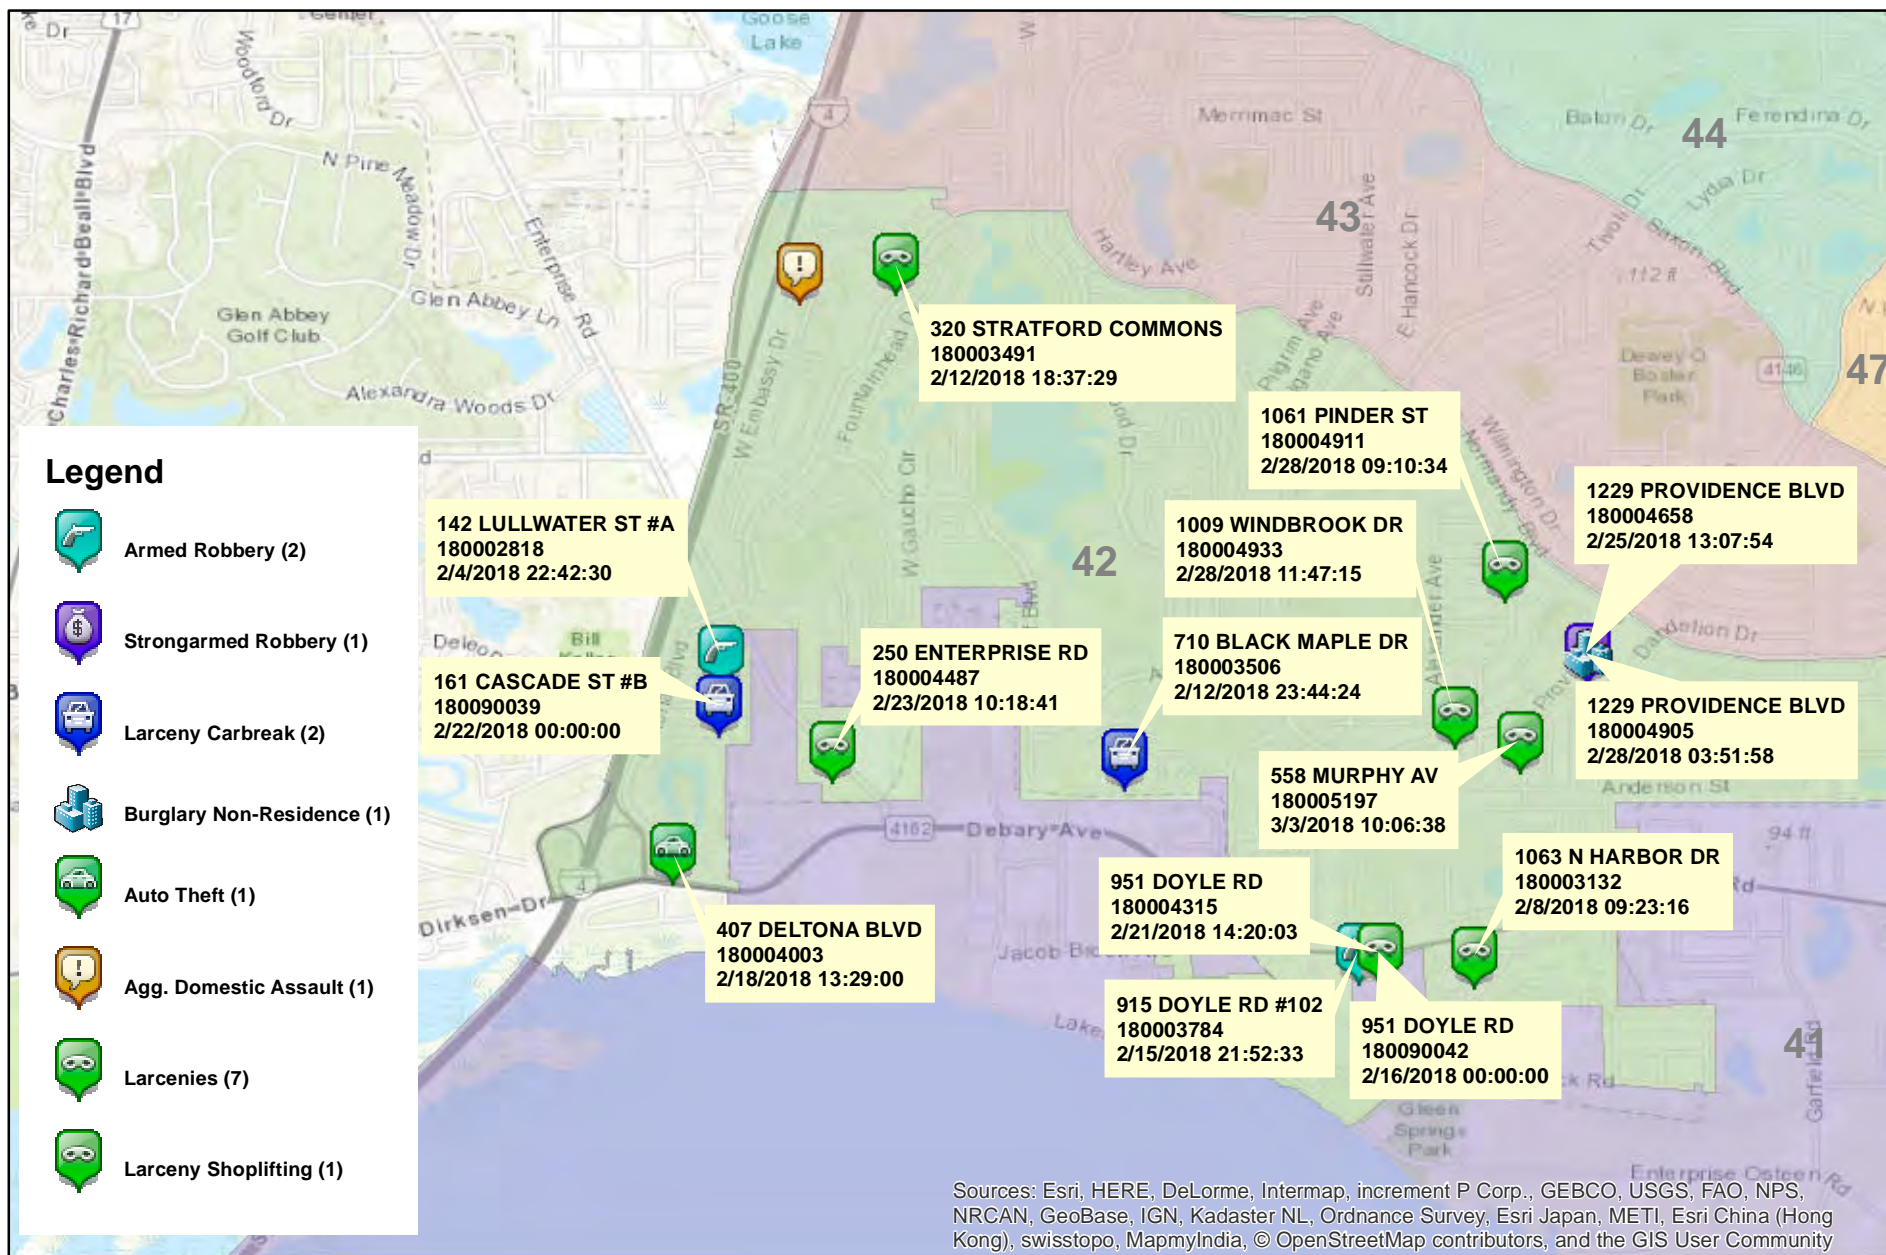 Goose
Lake
Center
17
Woodford Dr
N Pine Meadow Dr
Enterprise Rd
Charles Richard Beall Blvd
Glen Abbey Ln
Glen Abbey
Golf Club
Alexandra Woods Dr
4
SR 400
W Embassy Dr
Merrimac St
Baton Dr
44
Ferendina Dr
Lydia Dr
Tivoli Dr
Saxon Blvd
43
Stillwater Ave
E Hancock Dr
Hartley Ave
112 ft
Dewey O
Boster
Park
4146
47
320 STRATFORD COMMONS
180003491
2/12/2018 18:37:29
Pilgrim Ave
Wilmington Dr
Normandy Blvd
W Gaucho Cir
1061 PINDER ST
180004911
2/28/2018 09:10:34
1229 PROVIDENCE BLVD
180004658
2/25/2018 13:07:54
1009 WINDBROOK DR
180004933
2/28/2018 11:47:15
142 LULLWATER ST #A
180002818
2/4/2018 22:42:30
42
Bill
250 ENTERPRISE RD
180004487
2/23/2018 10:18:41
710 BLACK MAPLE DR
180003506
2/12/2018 23:44:24
161 CASCADE ST #B
180090039
2/22/2018 00:00:00
1229 PROVIDENCE BLVD
180004905
2/28/2018 03:51:58
558 MURPHY AV
180005197
3/3/2018 10:06:38
Anderson St
94 ft
4162
Debary Ave
4
Dirksen Dr
407 DELTONA BLVD
180004003
2/18/2018 13:29:00
951 DOYLE RD
180004315
2/21/2018 14:20:03
1063 N HARBOR DR
180003132
2/8/2018 09:23:16
Rd
915 DOYLE RD #102
180003784
2/15/2018 21:52:33
951 DOYLE RD
180090042
2/16/2018 00:00:00
41
Garfield Rd
Green
Springs
Park
Enterprise Osteen Rd
Legend
Armed Robbery (2)
Strongarmed Robbery (1)
Larceny Carbreak (2)
Burglary Non-Residence (1)
Auto Theft (1)
Agg. Domestic Assault (1)
Larcenies (7)
Larceny Shoplifting (1)
Sources: Esri, HERE, DeLorme, Intermap, increment P Corp., GEBCO, USGS, FAO, NPS,
NRCAN, GeoBase, IGN, Kadaster NL, Ordnance Survey, Esri Japan, METI, Esri China (Hong
Kong), swisstopo, MapmyIndia, © OpenStreetMap contributors, and the GIS User Community